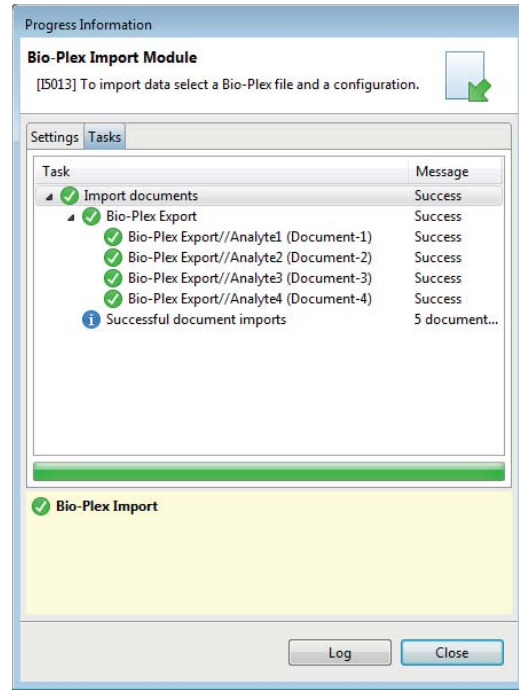 Progress Information
Bio-Plex Import Module
[I5013] To import data select a Bio-Plex file and a configuration.
Settings Tasks
Task Message
Import documents Success
Bio-Plex Export Success
Bio-Plex Export//Analyte1 (Document-1) Success
Bio-Plex Export//Analyte2 (Document-2) Success
Bio-Plex Export//Analyte3 (Document-3) Success
Bio-Plex Export//Analyte4 (Document-4) Success
Successful document imports 5 document...
Bio-Plex Import
Log Close